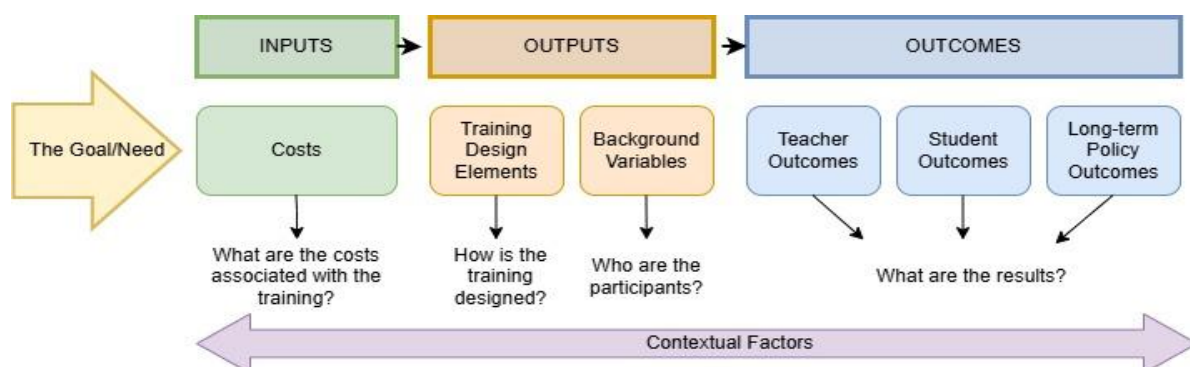 INPUTS
OUTPUTS
OUTCOMES
The Goal/Need
Costs
Training
Design
Elements
Background
Variables
Teacher
Outcomes
Student
Outcomes
Long-term
Policy
Outcomes
What are the costs
associated with the
training?
How is the
training
designed?
Who are the
participants?
What are the results?
Contextual Factors